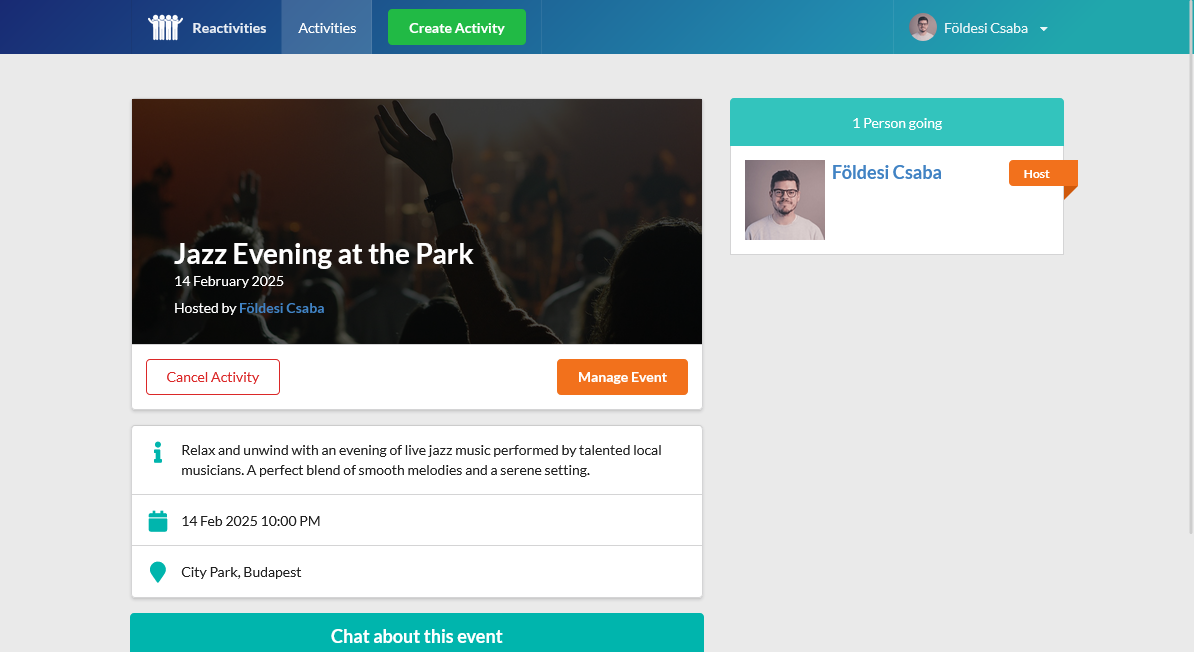 Reactivities
Activities
Create Activity
Földesi Csaba
Jazz Evening at the Park
14 February 2025
Hosted by Földesi Csaba
Cancel Activity
Manage Event
1 Person going
Földesi Csaba
Host
Relax and unwind with an evening of live jazz music performed by talented local
musicians. A perfect blend of smooth melodies and a serene setting.
14 Feb 2025 10:00 PM
City Park, Budapest
Chat about this event